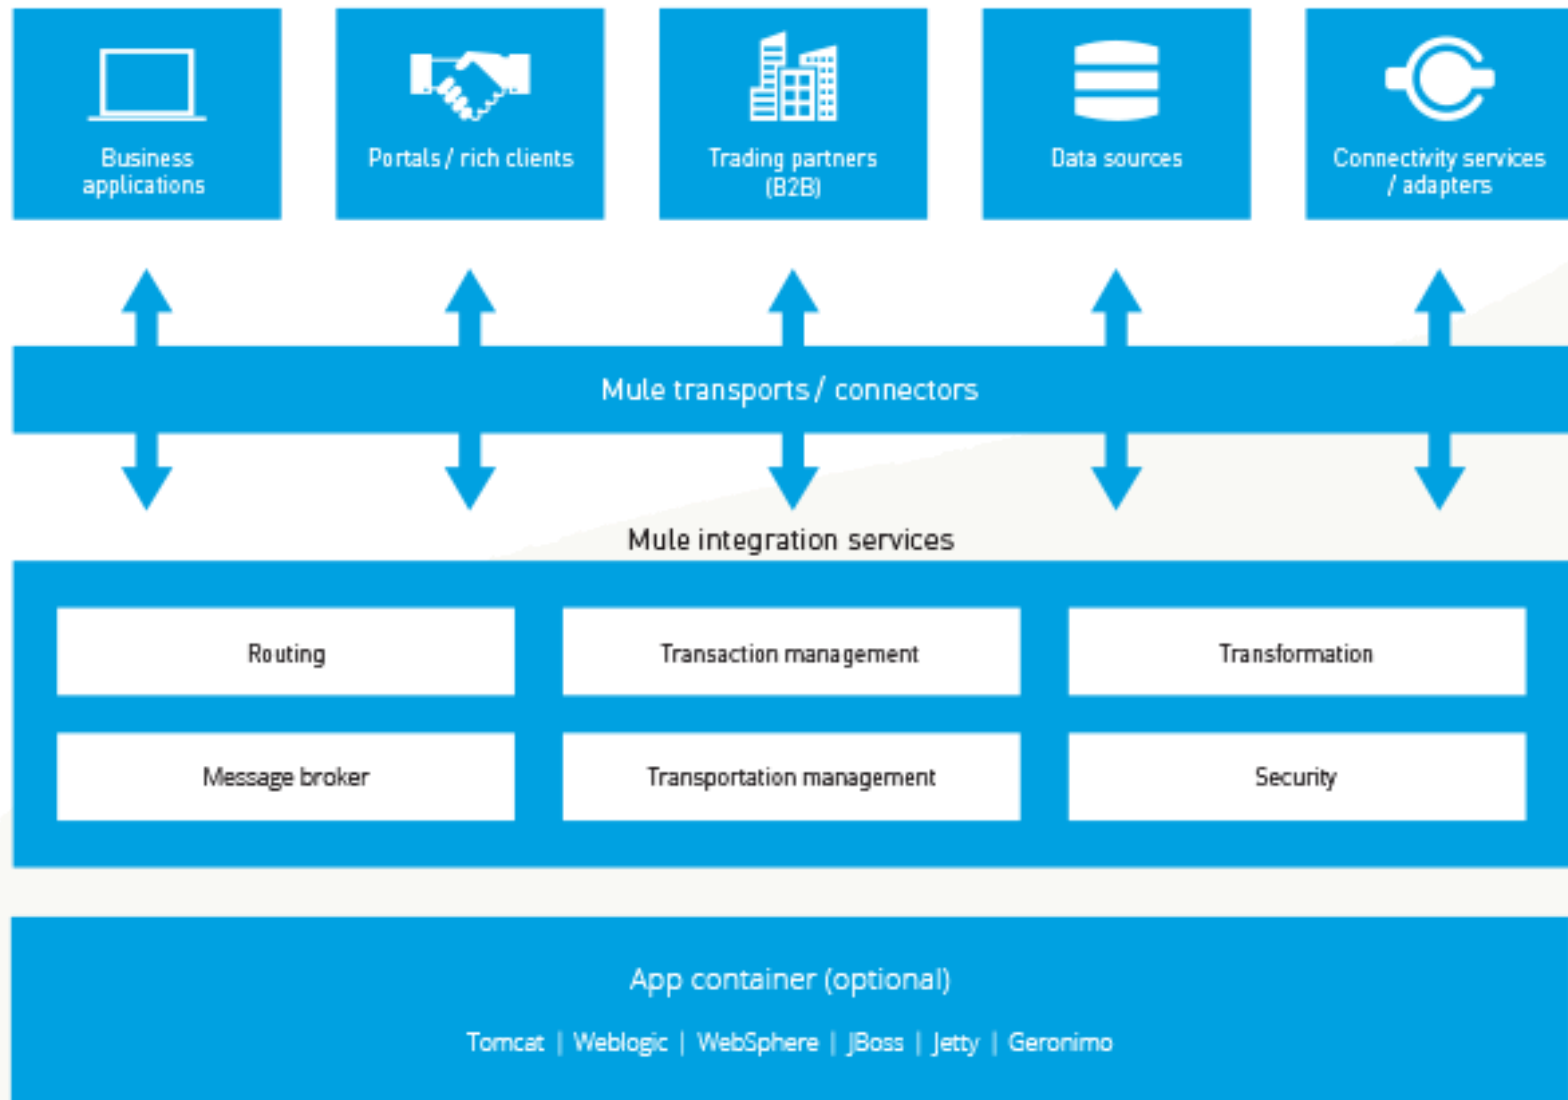 Business
applications
Portals / rich clients
Trading partners
(B2B)
Data sources
Connectivity services
/ adapters
Mule transports / connectors
Mule integration services
Routing
Transaction management
Transformation
Message broker
Transportation management
Security
App container (optional)
Tomcat | Weblogic | WebSphere | JBoss | Jetty | Geronimo